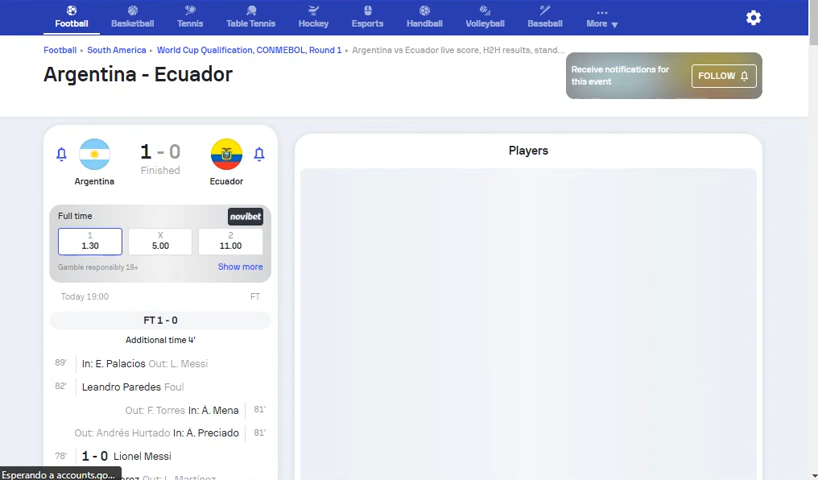 Football Basketball Tennis Table Tennis Hockey Esports Handball Volleyball Baseball More
Football South America World Cup Qualification, CONMEBOL, Round 1 Argentina vs Ecuador live score, H2H results, stand...
Argentina - Ecuador
Receive notifications for this event
FOLLOW
1 - 0
Finished
Argentina
Ecuador
Full time
novibet
1 X 2
1.30 5.00 11.00
Gamble responsibly 18+
Show more
Today 19:00 FT
FT 1 - 0
Additional time 4'
89' In: E. Palacios Out: L. Messi
82' Leandro Paredes Foul
Out: F. Torres In: Á. Mena 81'
Out: Andrés Hurtado In: Á. Preciado 81'
78' 1 - 0 Lionel Messi
L. Martínez
Players
Esperando a accounts.go...